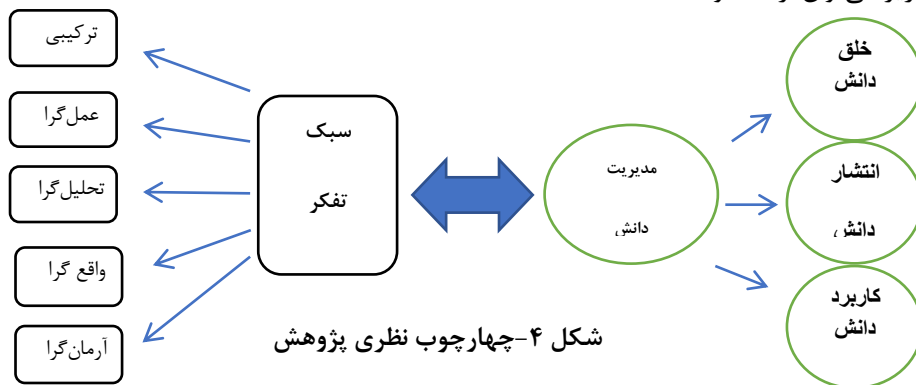 خلق
دانش
انتشار
دانش
کاربرد
دانش
مدیریت
دانش
سبک
تفکر
ترکیبی
عمل‌گرا
تحلیل‌گرا
واقع گرا
آرمان‌گرا
شکل ۴-چهارچوب نظری پژوهش